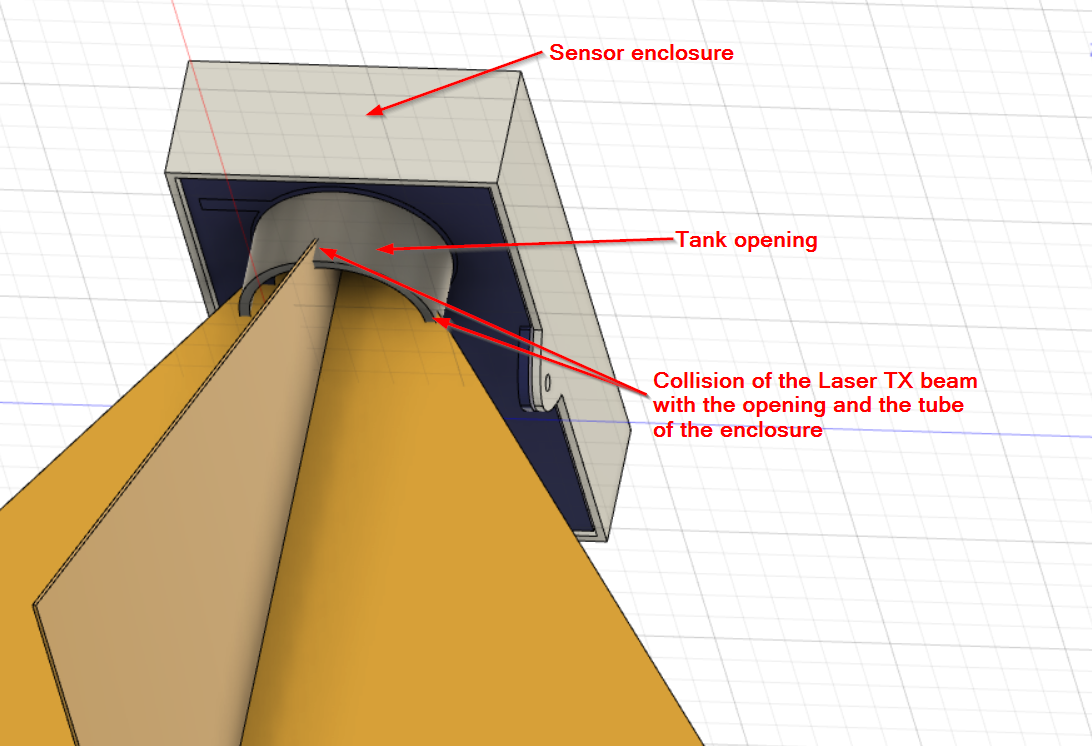 Sensor enclosure
Tank opening
Collision of the Laser TX beam
with the opening and the tube
of the enclosure